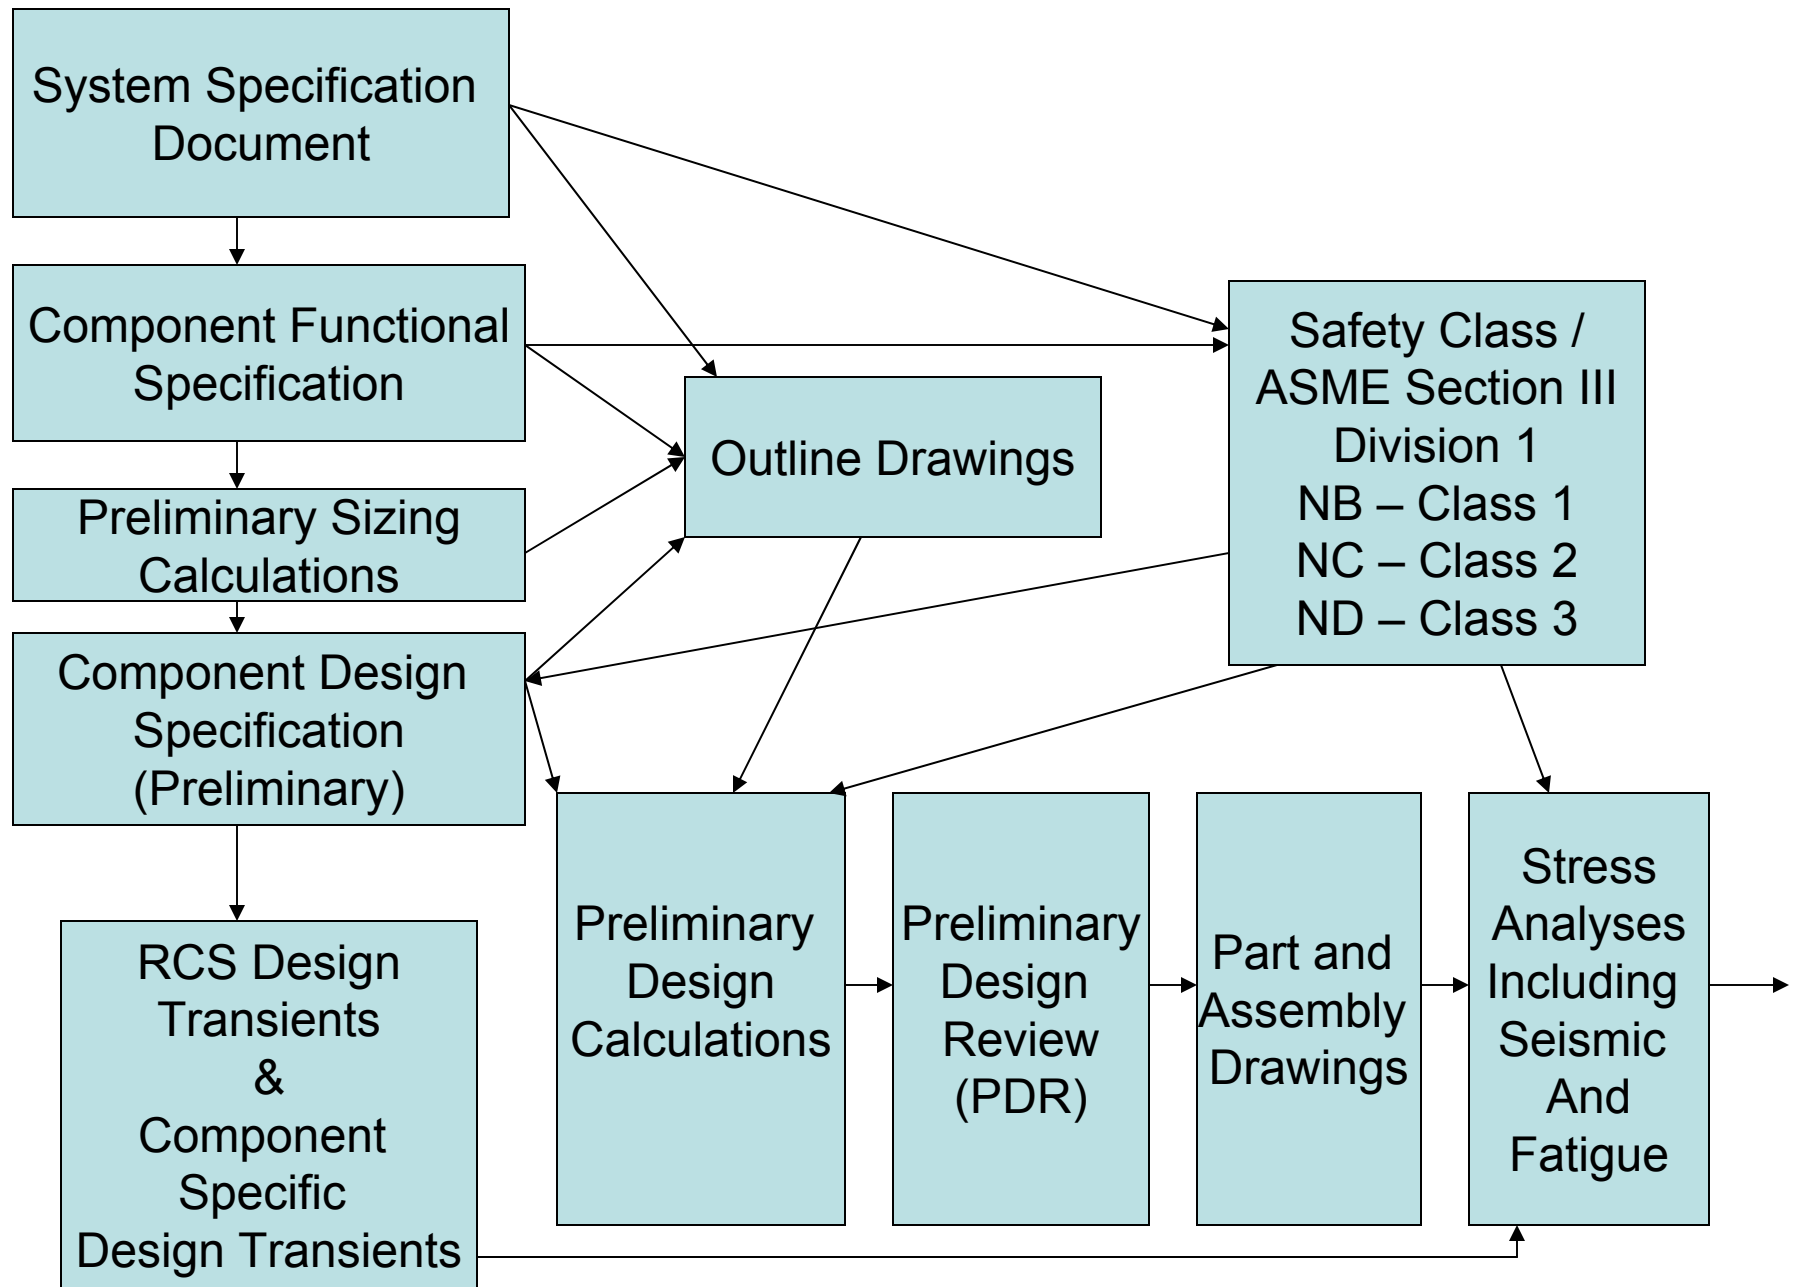 System Specification
Document
Component Functional
Specification
Preliminary Sizing
Calculations
Component Design
Specification
(Preliminary)
RCS Design
Transients
&
Component
Specific
Design Transients
Outline Drawings
Safety Class /
ASME Section III
Division 1
NB – Class 1
NC – Class 2
ND – Class 3
Preliminary
Design
Calculations
Preliminary
Design
Review
(PDR)
Part and
Assembly
Drawings
Stress
Analyses
Including
Seismic
And
Fatigue